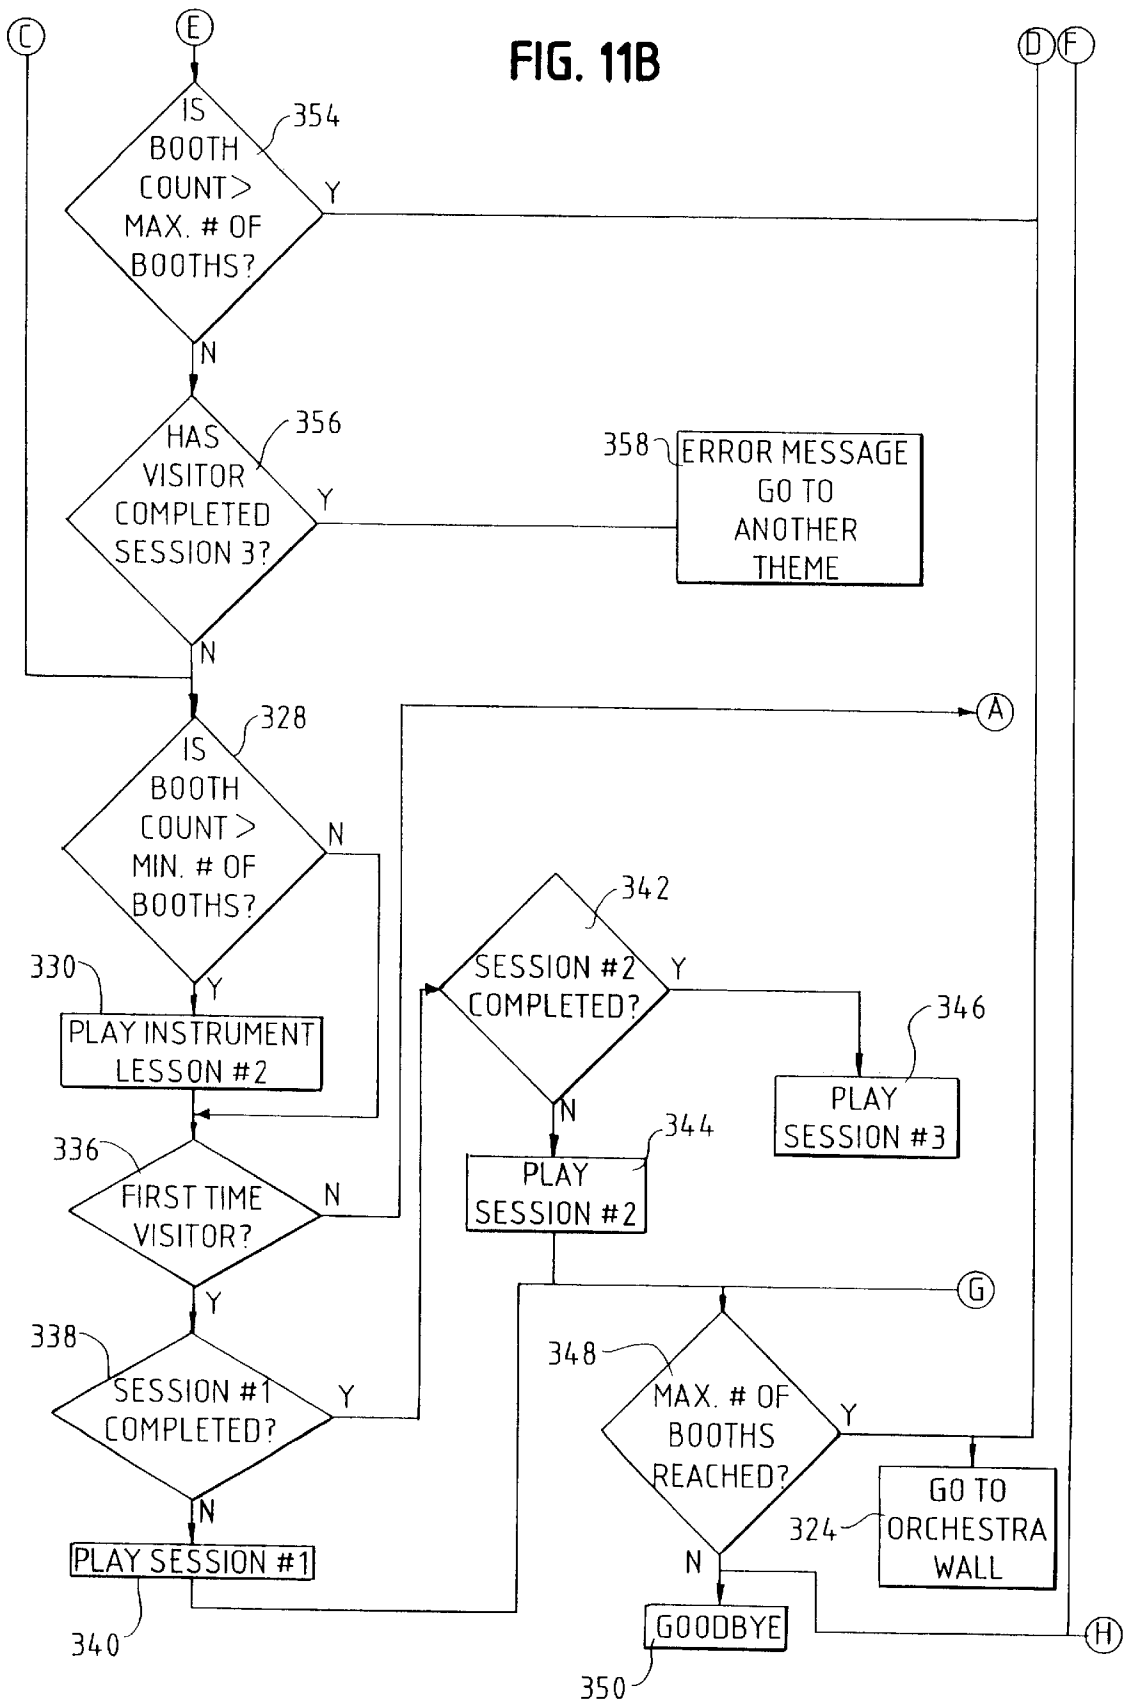 C
E
FIG. 11B
D
F
IS
BOOTH
COUNT>
MAX. # OF
BOOTHS?
354
Y
N
HAS
VISITOR
COMPLETED
SESSION 3?
356
Y
358
ERROR MESSAGE
GO TO
ANOTHER
THEME
N
328
A
IS
BOOTH
COUNT>
MIN. # OF
BOOTHS?
N
Y
330
PLAY INSTRUMENT
LESSON #2
342
SESSION #2
COMPLETED?
Y
346
PLAY
SESSION #3
N
344
PLAY
SESSION #2
336
FIRST TIME
VISITOR?
N
Y
G
338
SESSION #1
COMPLETED?
Y
N
PLAY SESSION #1
340
348
MAX. # OF
BOOTHS
REACHED?
Y
324
GO TO
ORCHESTRA
WALL
N
GOODBYE
350
H